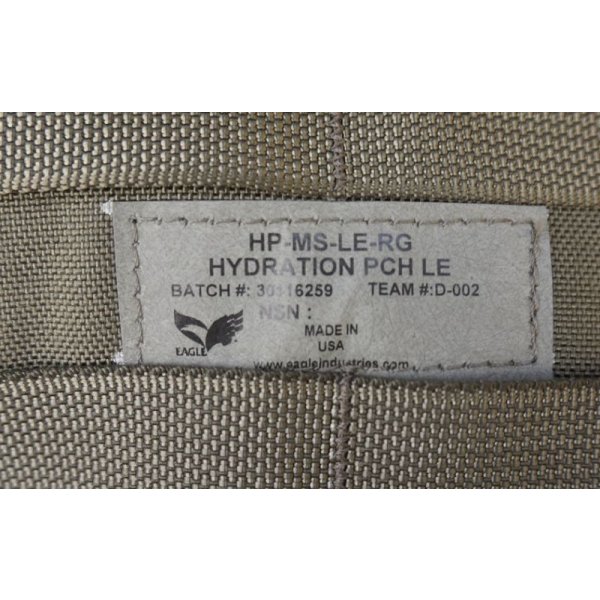 HP-MS-LE-RG
HYDRATION PCH LE
BATCH #: 30116259 TEAM #:D-002
NSN :
MADE IN
USA
EAGLE
www.eagleindustries.com